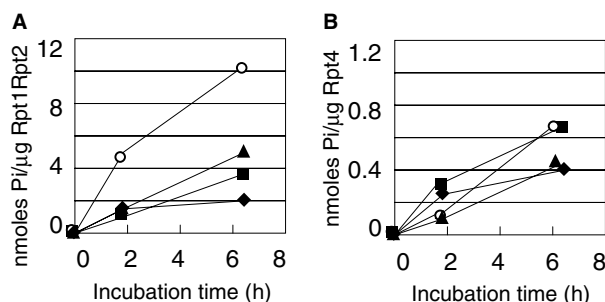 A
nmoles Pi/µg Rpt1Rpt2
12
8
4
0
0 2 4 6 8
Incubation time (h)
B
nmoles Pi/µg Rpt4
1.2
0.8
0.4
0
0 2 4 6 8
Incubation time (h)